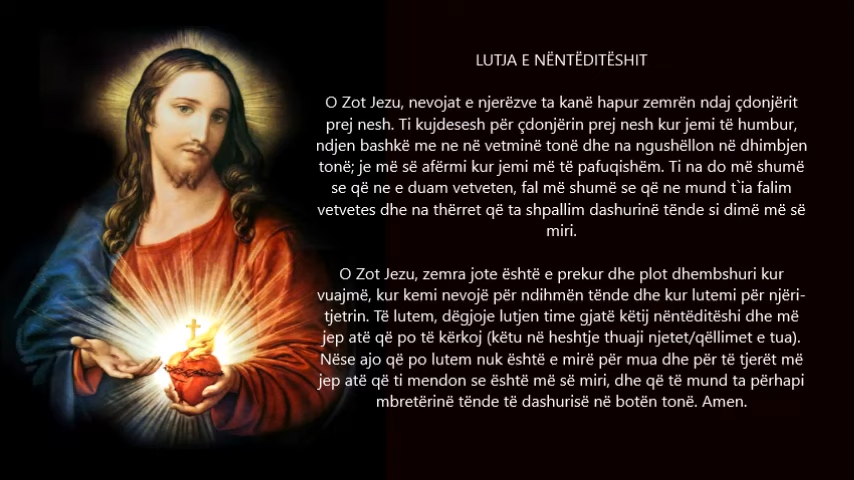 LUTJA E NËNTËDITËSHIT
O Zot Jezu, nevojat e njerëzve ta kanë hapur zemrën ndaj çdonjërit
prej nesh. Ti kujdesesh për çdonjërin prej nesh kur jemi të humbur,
ndjen bashkë me ne në vetminë tonë dhe na ngushëllon në dhimbjen
tonë; je më së afërmi kur jemi më të pafuqishëm. Ti na do më shumë
se që ne e duam vetveten, fal më shumë se që ne mund t`ia falim
vetvetes dhe na thërret që ta shpallim dashurinë tënde si dimë më së
miri.
O Zot Jezu, zemra jote është e prekur dhe plot dhembshuri kur
vuajmë, kur kemi nevojë për ndihmën tënde dhe kur lutemi për njëri-
tjetrin. Të lutem, dëgjoje lutjen time gjatë këtij nëntëditëshi dhe më
jep atë që po të kërkoj (këtu në heshtje thuaji njetet/qëllimet e tua).
Nëse ajo që po lutem nuk është e mirë për mua dhe për të tjerët më
jep atë që ti mendon se është më së miri, dhe që të mund ta përhapi
mbretërinë tënde të dashurisë në botën tonë. Amen.